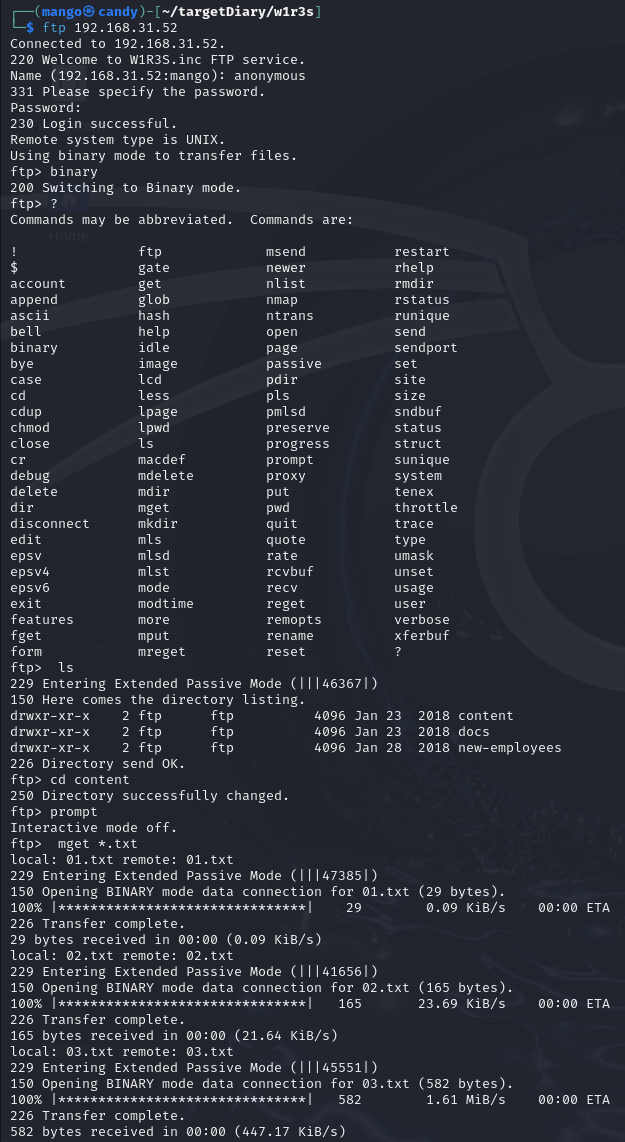 ┌──(mango㉿candy)-[~/targetDiary/w1r3s]
└─$ ftp 192.168.31.52
Connected to 192.168.31.52.
220 Welcome to W1R3S.inc FTP service.
Name (192.168.31.52:mango): anonymous
331 Please specify the password.
Password:
230 Login successful.
Remote system type is UNIX.
Using binary mode to transfer files.
ftp> binary
200 Switching to Binary mode.
ftp> ?
Commands may be abbreviated.  Commands are:
Home
!               ftp             msend           restart
$               gate            newer           rhelp
account         get             nlist           rmdir
append          glob            nmap            rstatus
ascii           hash            ntrans          runique
bell            help            open            send
binary          idle            page            sendport
bye             image           passive         set
case            lcd             pdir            site
cd              less            pls             size
cdup            lpage           pmlsd           sndbuf
chmod           lpwd            preserve        status
close           ls              progress        struct
cr              macdef          prompt          sunique
debug           mdelete         proxy           system
delete          mdir            put             tenex
dir             mget            pwd             throttle
disconnect      mkdir           quit            trace
edit            mls             quote           type
epsv            mlsd            rate            umask
epsv4           mlst            rcvbuf          unset
epsv6           mode            recv            usage
exit            modtime         reget           user
features        more            remopts         verbose
fget            mput            rename          xferbuf
form            mreget          reset           ?
ftp>  ls
229 Entering Extended Passive Mode (|||46367|)
150 Here comes the directory listing.
drwxr-xr-x    2 ftp      ftp          4096 Jan 23  2018 content
drwxr-xr-x    2 ftp      ftp          4096 Jan 23  2018 docs
drwxr-xr-x    2 ftp      ftp          4096 Jan 28  2018 new-employees
226 Directory send OK.
ftp> cd content
250 Directory successfully changed.
ftp> prompt
Interactive mode off.
ftp>  mget *.txt
local: 01.txt remote: 01.txt
229 Entering Extended Passive Mode (|||47385|)
150 Opening BINARY mode data connection for 01.txt (29 bytes).
100% |*******************************|    29        0.09 KiB/s    00:00 ETA
226 Transfer complete.
29 bytes received in 00:00 (0.09 KiB/s)
local: 02.txt remote: 02.txt
229 Entering Extended Passive Mode (|||41656|)
150 Opening BINARY mode data connection for 02.txt (165 bytes).
100% |*******************************|   165       23.69 KiB/s    00:00 ETA
226 Transfer complete.
165 bytes received in 00:00 (21.64 KiB/s)
local: 03.txt remote: 03.txt
229 Entering Extended Passive Mode (|||45551|)
150 Opening BINARY mode data connection for 03.txt (582 bytes).
100% |*******************************|   582        1.61 MiB/s    00:00 ETA
226 Transfer complete.
582 bytes received in 00:00 (447.17 KiB/s)